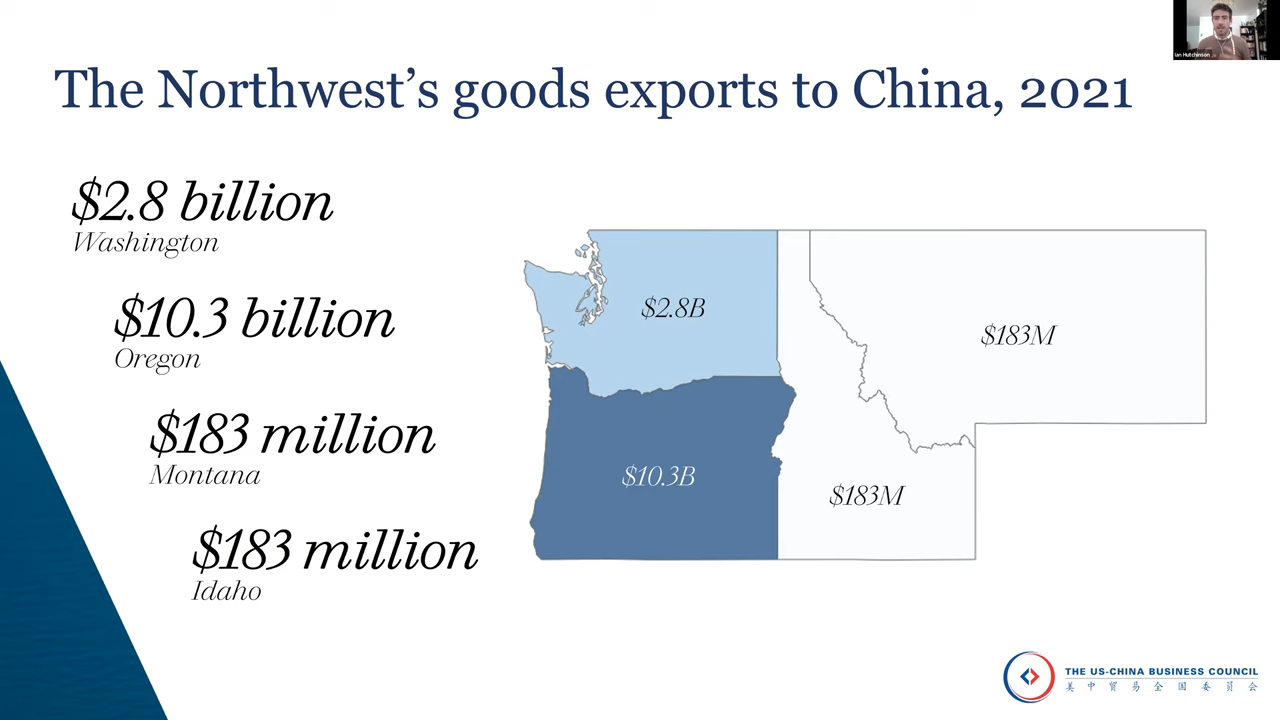 Ian Hutchinson
The Northwest's goods exports to China, 2021
$2.8 billion
Washington
$10.3 billion
Oregon
$183 million
Montana
$183 million
Idaho
$2.8B
$183M
$10.3B
$183M
THE US-CHINA BUSINESS COUNCIL
美中贸易全国委员会